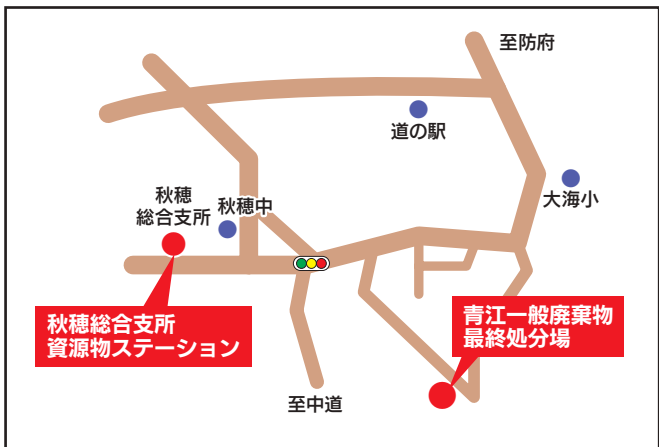 至防府
道の駅
大海小
秋穂
総合支所
秋穂中
秋穂総合支所
資源物ステーション
青江一般廃棄物
最終処分場
至中道